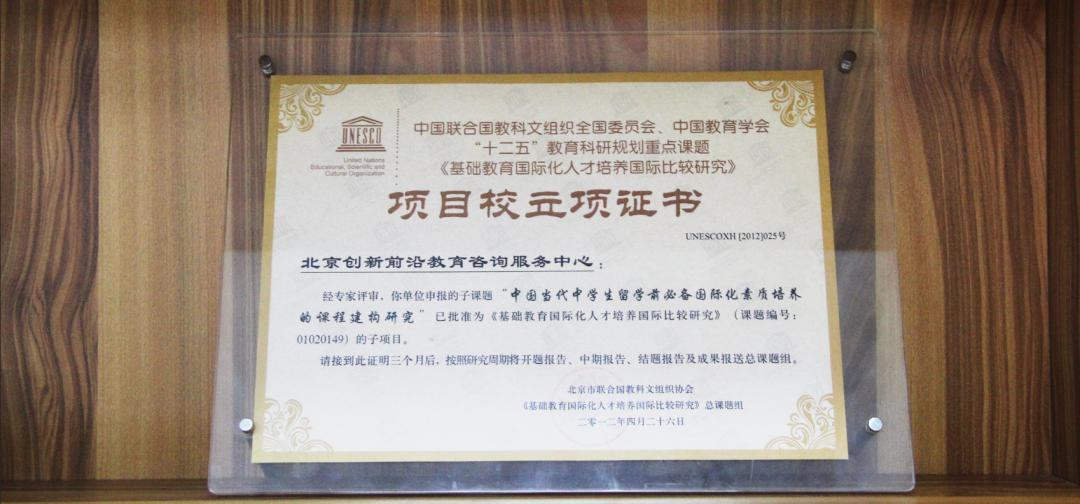 UNESCO
United Nations
Educational, Scientific and
Cultural Organization
中国联合国教科文组织全国委员会、中国教育学会
“十二五”教育科研规划重点课题
《基础教育国际化人才培养国际比较研究》
项目校立项证书
UNESCOXH [2012]025号
北京创新前沿教育咨询服务中心：
经专家评审，你单位申报的子课题“中国当代中学生留学前必备国际化素质培养
的课程建构研究”已批准为《基础教育国际化人才培养国际比较研究》（课题编号：
01020149）的子项目。
请接到此证明三个月后，按照研究周期将开题报告、中期报告、结题报告及成果报送总课题组。
北京市联合国教科文组织协会
《基础教育国际化人才培养国际比较研究》总课题组
二零一二年四月二十六日